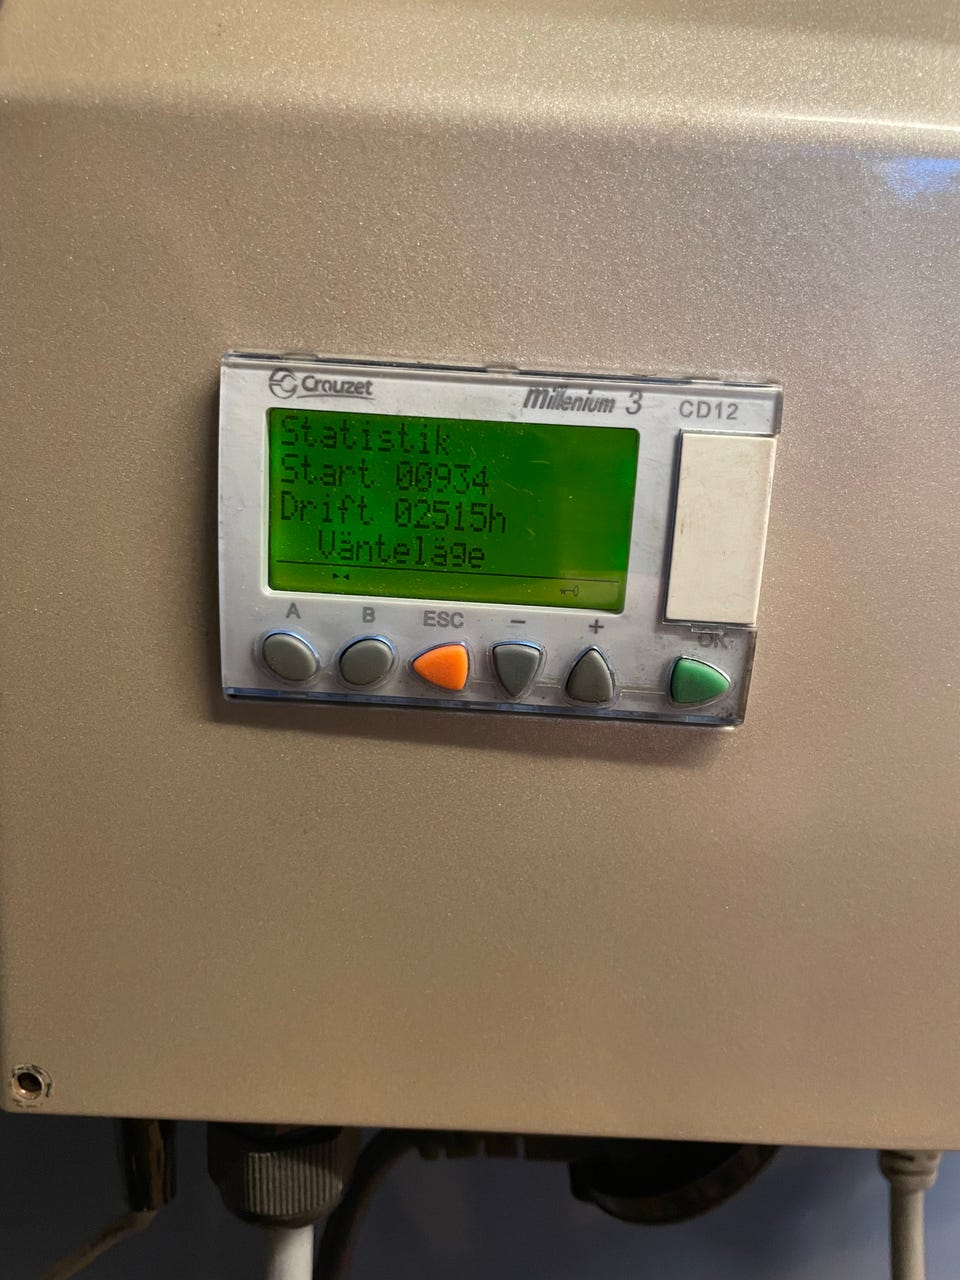 Crouzet
millenium 3
CD12
Statistik
Start 00934
Drift 02515h
Vänteläge
A B ESC − +
OK